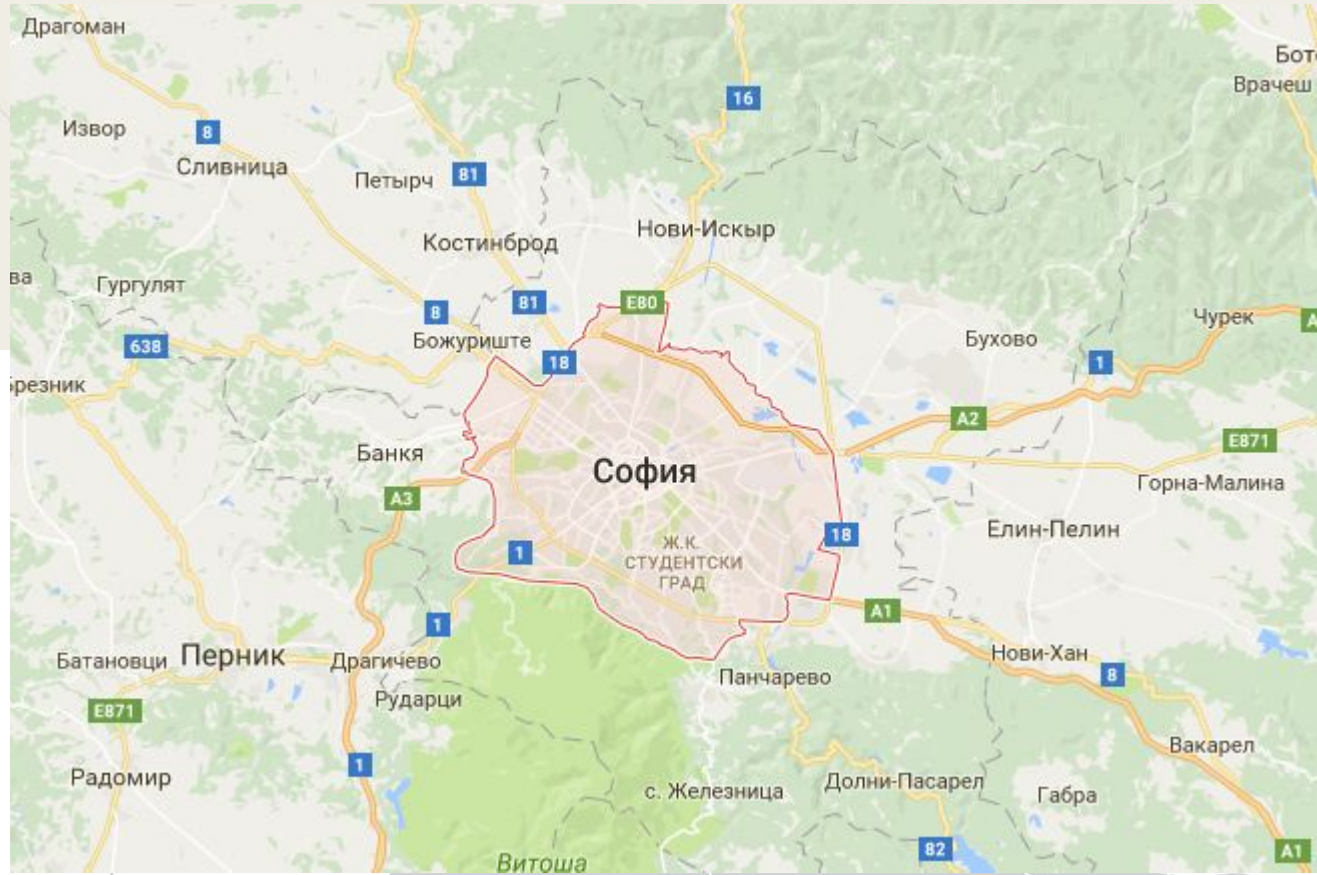 Драгоман
Бот
Врачеш
16
Извор
8
Сливница
Петырч
81
Нови-Искыр
Костинброд
ва
Гургулят
81
E80
8
Чурек
A
Божуриште
Бухово
638
18
1
Брезник
A2
E871
Банкя
София
Горна-Малина
A3
Елин-Пелин
18
Ж.К.
СТУДЕНТСКИ
ГРАД
1
A1
1
Батановци
Перник
Драгичево
Нови-Хан
8
Панчарево
Рударци
E871
Вакарел
1
Радомир
с. Железница
Долни-Пасарел
Габра
82
A1
Витоша